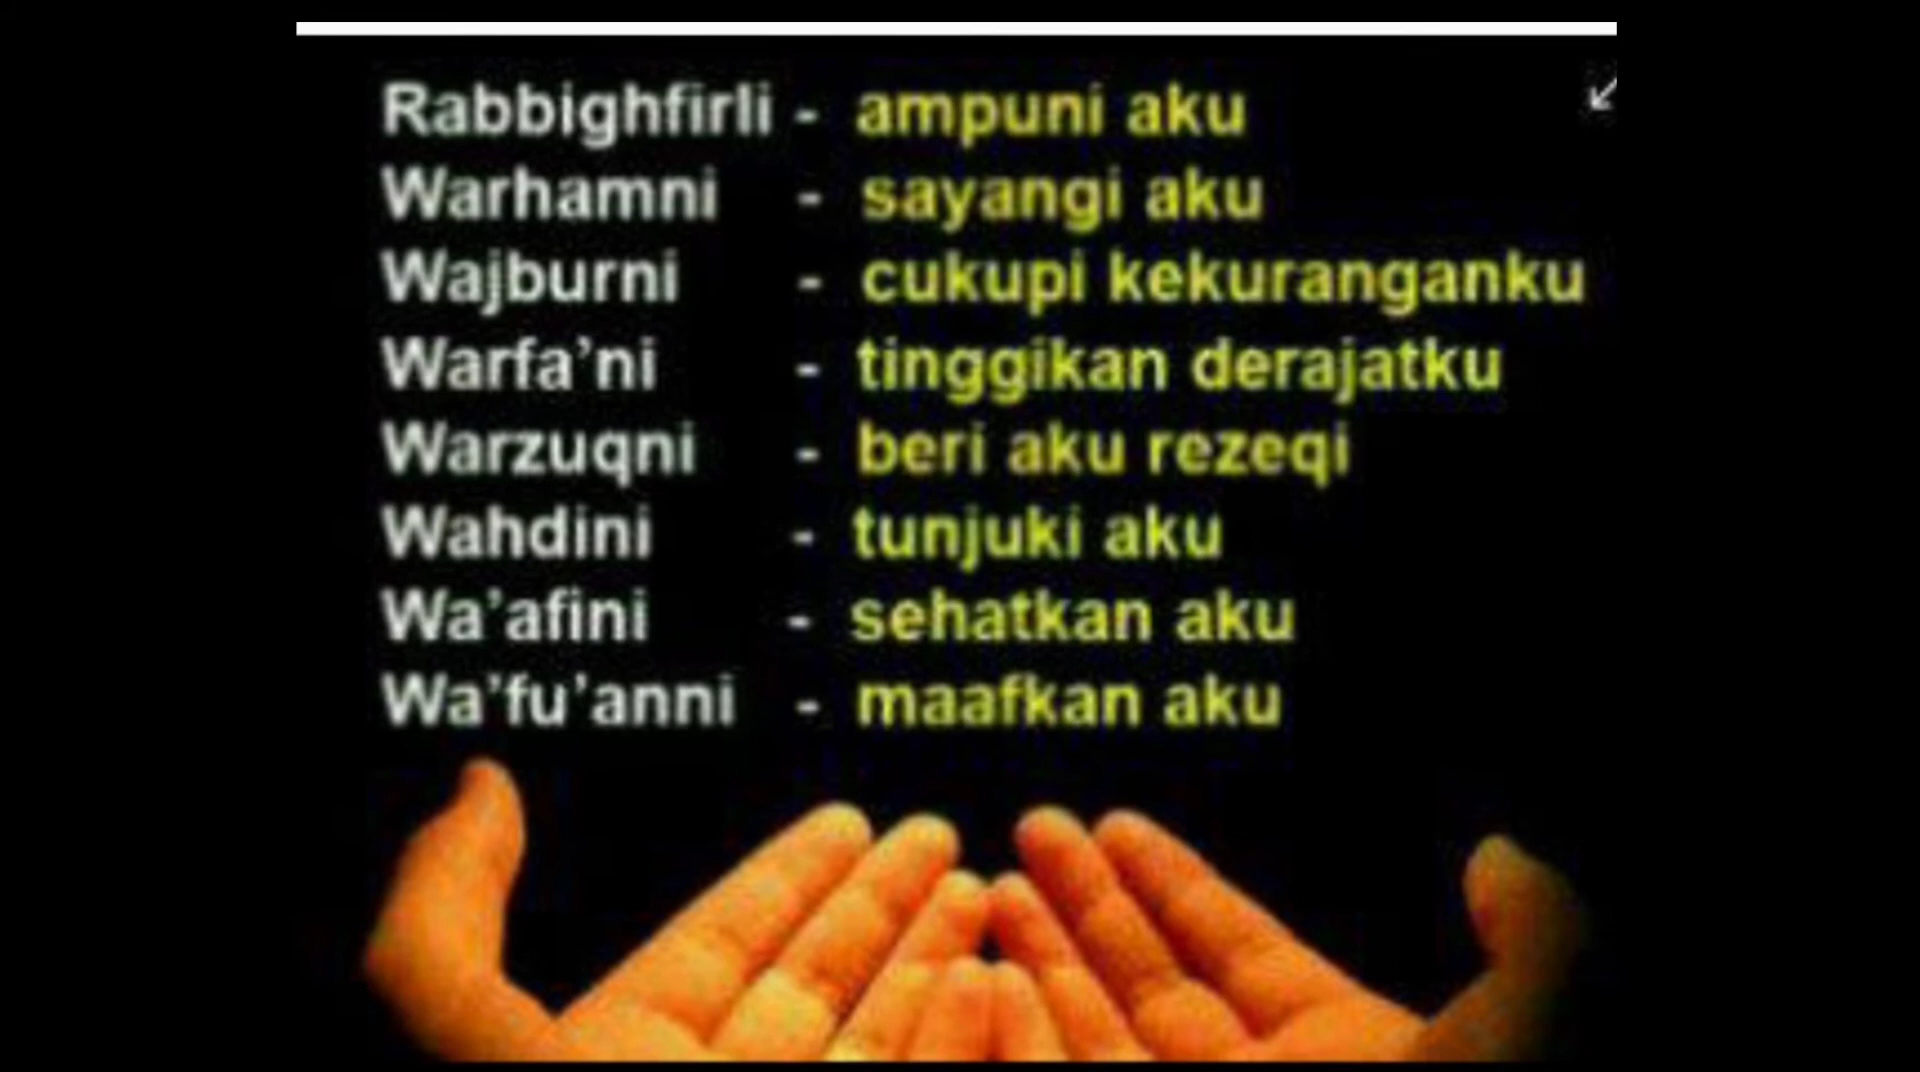 Rabbighfirli - ampuni aku
Warhamni - sayangi aku
Wajburni - cukupi kekuranganku
Warfa'ni - tinggikan derajatku
Warzuqni - beri aku rezeqi
Wahdini - tunjuki aku
Wa'afini - sehatkan aku
Wa'fu'anni - maafkan aku